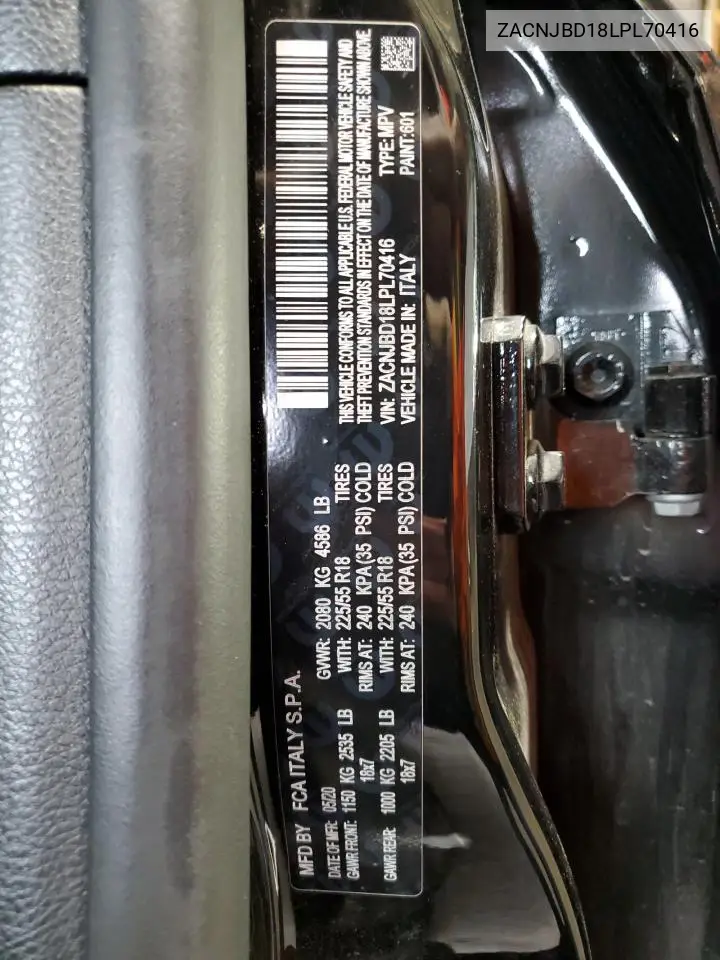 ZACNJBD18LPL70416
MFD BY FCA ITALY S.P.A.
DATE OF MFR: 05/20 GVWR: 2080 KG 4586 LB
GAWR FRONT: 1150 KG 2535 LB WITH: 225/55 R18 TIRES
18x7 RIMS AT: 240 KPA (35 PSI) COLD
GAWR REAR: 1000 KG 2205 LB WITH: 225/55 R18 TIRES
18x7 RIMS AT: 240 KPA (35 PSI) COLD
THIS VEHICLE CONFORMS TO ALL APPLICABLE U.S. FEDERAL MOTOR VEHICLE SAFETY AND
THEFT PREVENTION STANDARDS IN EFFECT ON THE DATE OF MANUFACTURE SHOWN ABOVE
VIN: ZACNJBD18LPL70416 TYPE: MPV
VEHICLE MADE IN: ITALY PAINT: 601